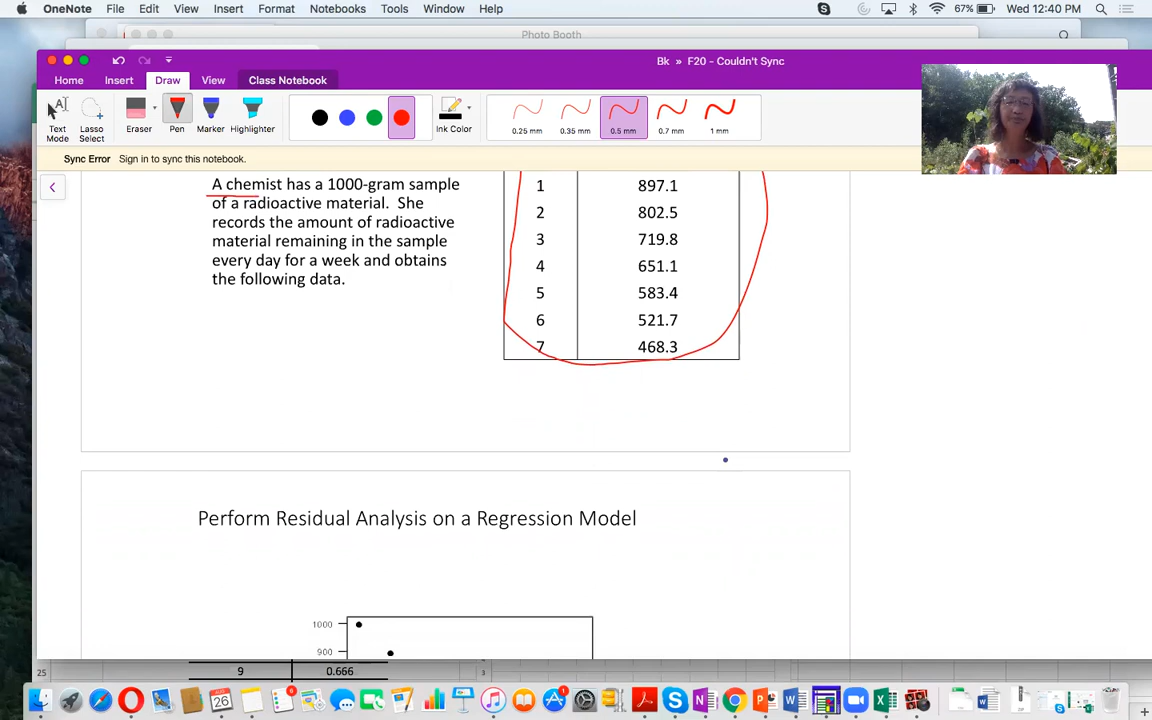 OneNote File Edit View Insert Format Notebooks Tools Window Help 67% Wed 12:40 PM
Photo Booth
Bk » F20 - Couldn't Sync
Home Insert Draw View Class Notebook
Text Mode
Lasso Select
Eraser
Pen
Marker
Highlighter
Ink Color
0.25 mm
0.35 mm
0.5 mm
0.7 mm
1 mm
Sync Error Sign in to sync this notebook.
A chemist has a 1000-gram sample
of a radioactive material. She
records the amount of radioactive
material remaining in the sample
every day for a week and obtains
the following data.
1 897.1
2 802.5
3 719.8
4 651.1
5 583.4
6 521.7
7 468.3
Perform Residual Analysis on a Regression Model
1000
900
25 9 0.666 3
26
6
1